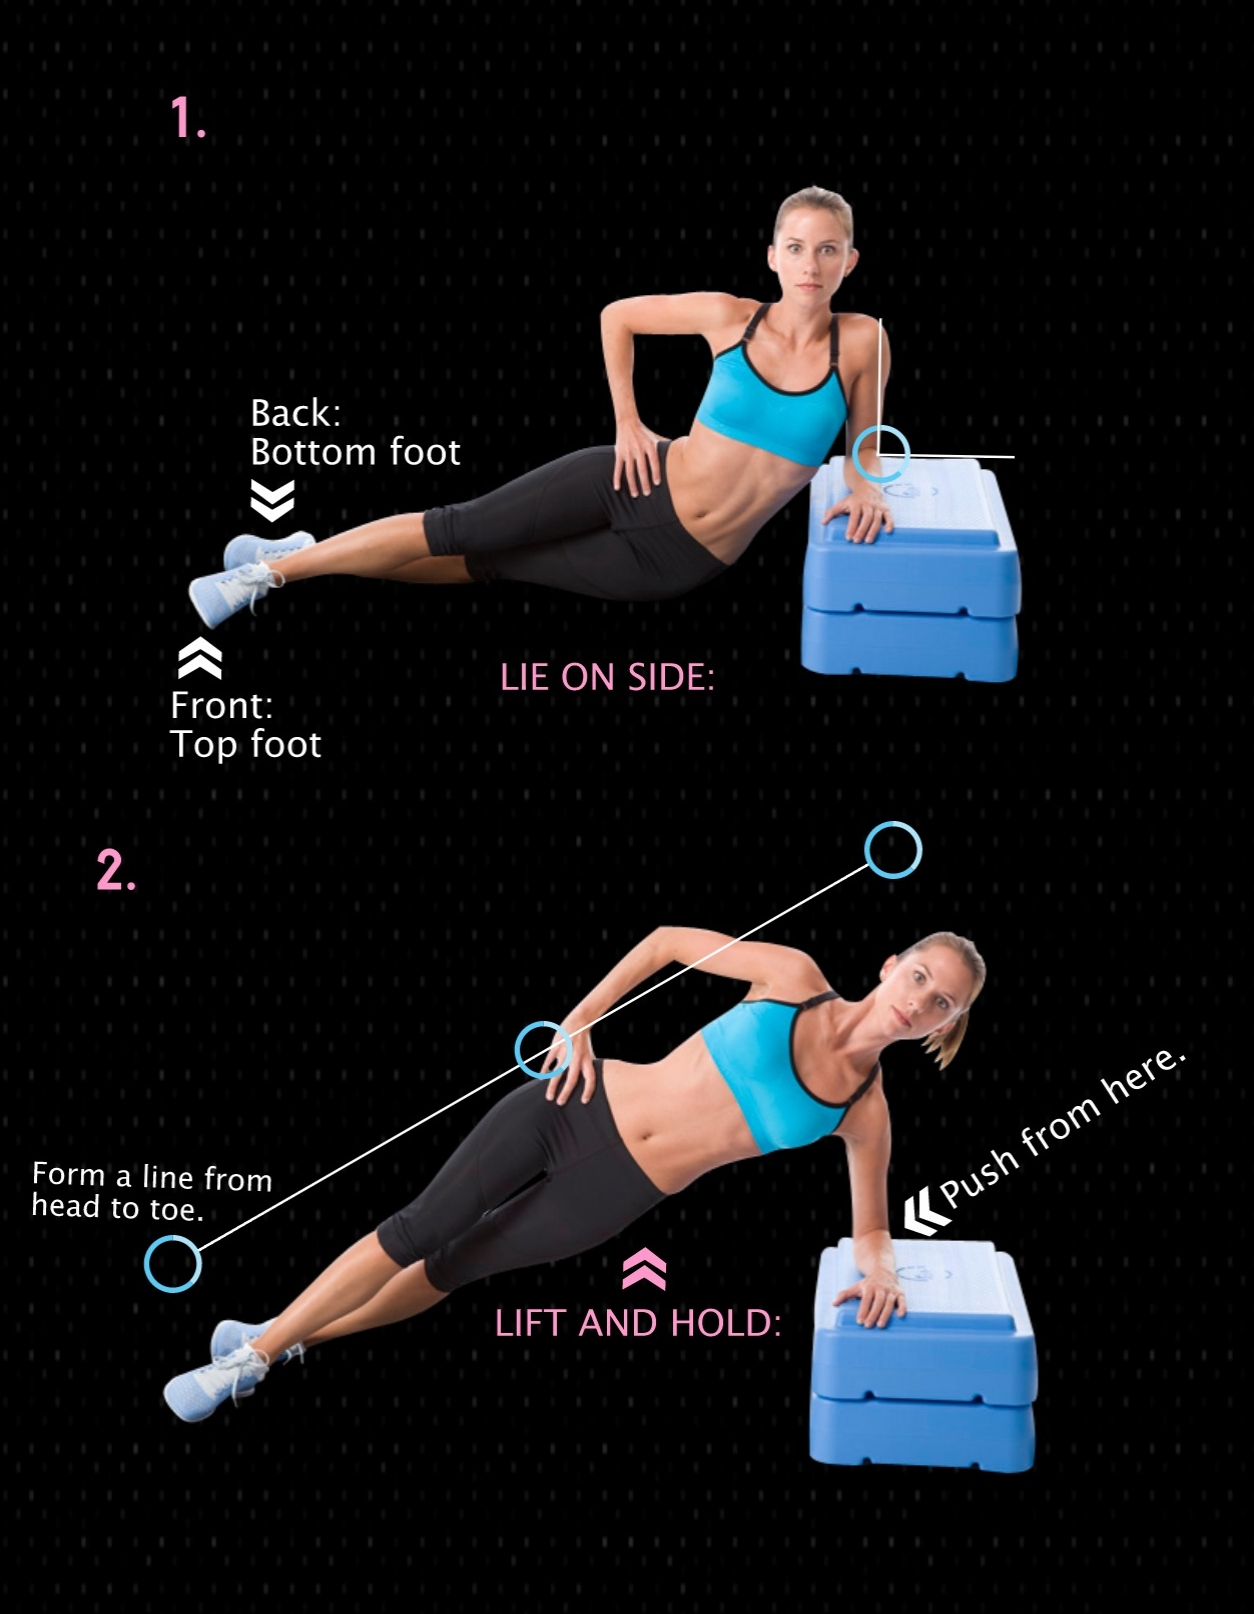 1.
Back:
Bottom foot
Front:
Top foot
LIE ON SIDE:
2.
Form a line from
head to toe.
Push from here.
LIFT AND HOLD: